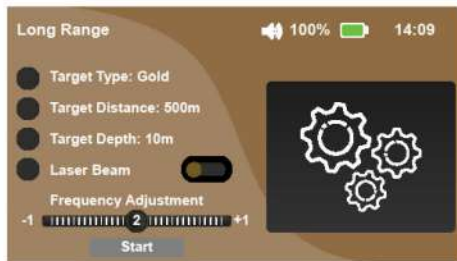 Long Range
100%
14:09
Target Type: Gold
Target Distance: 500m
Target Depth: 10m
Laser Beam
Frequency Adjustment
-1 2 +1
Start